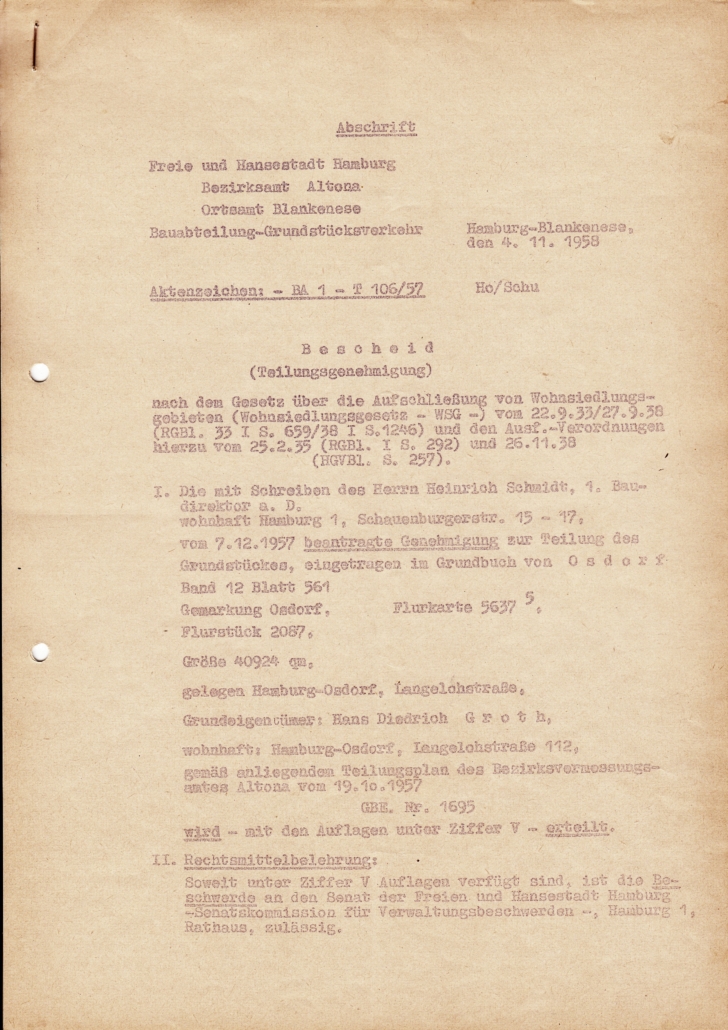 Abschrift
Freie und Hansestadt Hamburg
Bezirksamt Altona
Ortsamt Blankenese
Bauabteilung-Grundstücksverkehr
Hamburg-Blankenese,
den 4. 11. 1958
Aktenzeichen: - BA 1 - T 106/57
Ho/Schu
B e s c h e i d
(Teilungsgenehmigung)
nach dem Gesetz über die Aufschließung von Wohnsiedlungs-
gebieten (Wohnsiedlungsgesetz - WSG -) vom 22.9.33/27.9.38
(RGBl. 33 I S. 659/38 I S.1246) und den Ausf.-Verordnungen
hierzu vom 25.2.35 (RGBl. I S. 292) und 26.11.38
(HGVBl. S. 257).
I. Die mit Schreiben des Herrn Heinrich Schmidt, 1. Bau-
direktor a. D.
wohnhaft Hamburg 1, Schauenburgerstr. 15 - 17,
vom 7.12.1957 beantragte Genehmigung zur Teilung des
Grundstückes, eingetragen im Grundbuch von O s d o r f
Band 12 Blatt 561
Gemarkung Osdorf, Flurkarte 5637 5,
Flurstück 2087,
Größe 40924 qm,
gelegen Hamburg-Osdorf, Langelohstraße,
Grundeigentümer: Hans Diedrich G r o t h,
wohnhaft: Hamburg-Osdorf, Langelohstraße 112,
gemäß anliegendem Teilungsplan des Bezirksvermessungs-
amtes Altona vom 19.10.1957
GBE. Nr. 1695
wird - mit den Auflagen unter Ziffer V - erteilt.
II. Rechtsmittelbelehrung:
Soweit unter Ziffer V Auflagen verfügt sind, ist die Be-
schwerde an den Senat der Freien und Hansestadt Hamburg
-Senatskommission für Verwaltungsbeschwerden -, Hamburg 1,
Rathaus, zulässig.